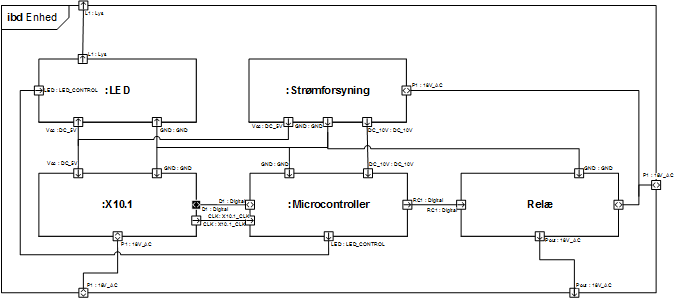 ibd Enhed
L1 : Lys
L1 : Lys
LED : LED_CONTROL
:LED
:Strømforsyning
P1 : 18V_AC
Vcc : DC_5V
GND : GND
Vcc : DC_5V
GND : GND
DC_10V : DC_10V
Vcc : DC_5V
GND : GND
GND : GND
DC_10V : DC_10V
GND : GND
P1 : 18V_AC
:X10.1
D1 : Digital
D1 : Digital
CLK : X10.1_CLK
CLK : X10.1_CLK
:Microcontroller
RC1 : Digital
RC1 : Digital
Relæ
P1 : 18V_AC
LED : LED_CONTROL
Pout : 18V_AC
P1 : 18V_AC
Pout : 18V_AC